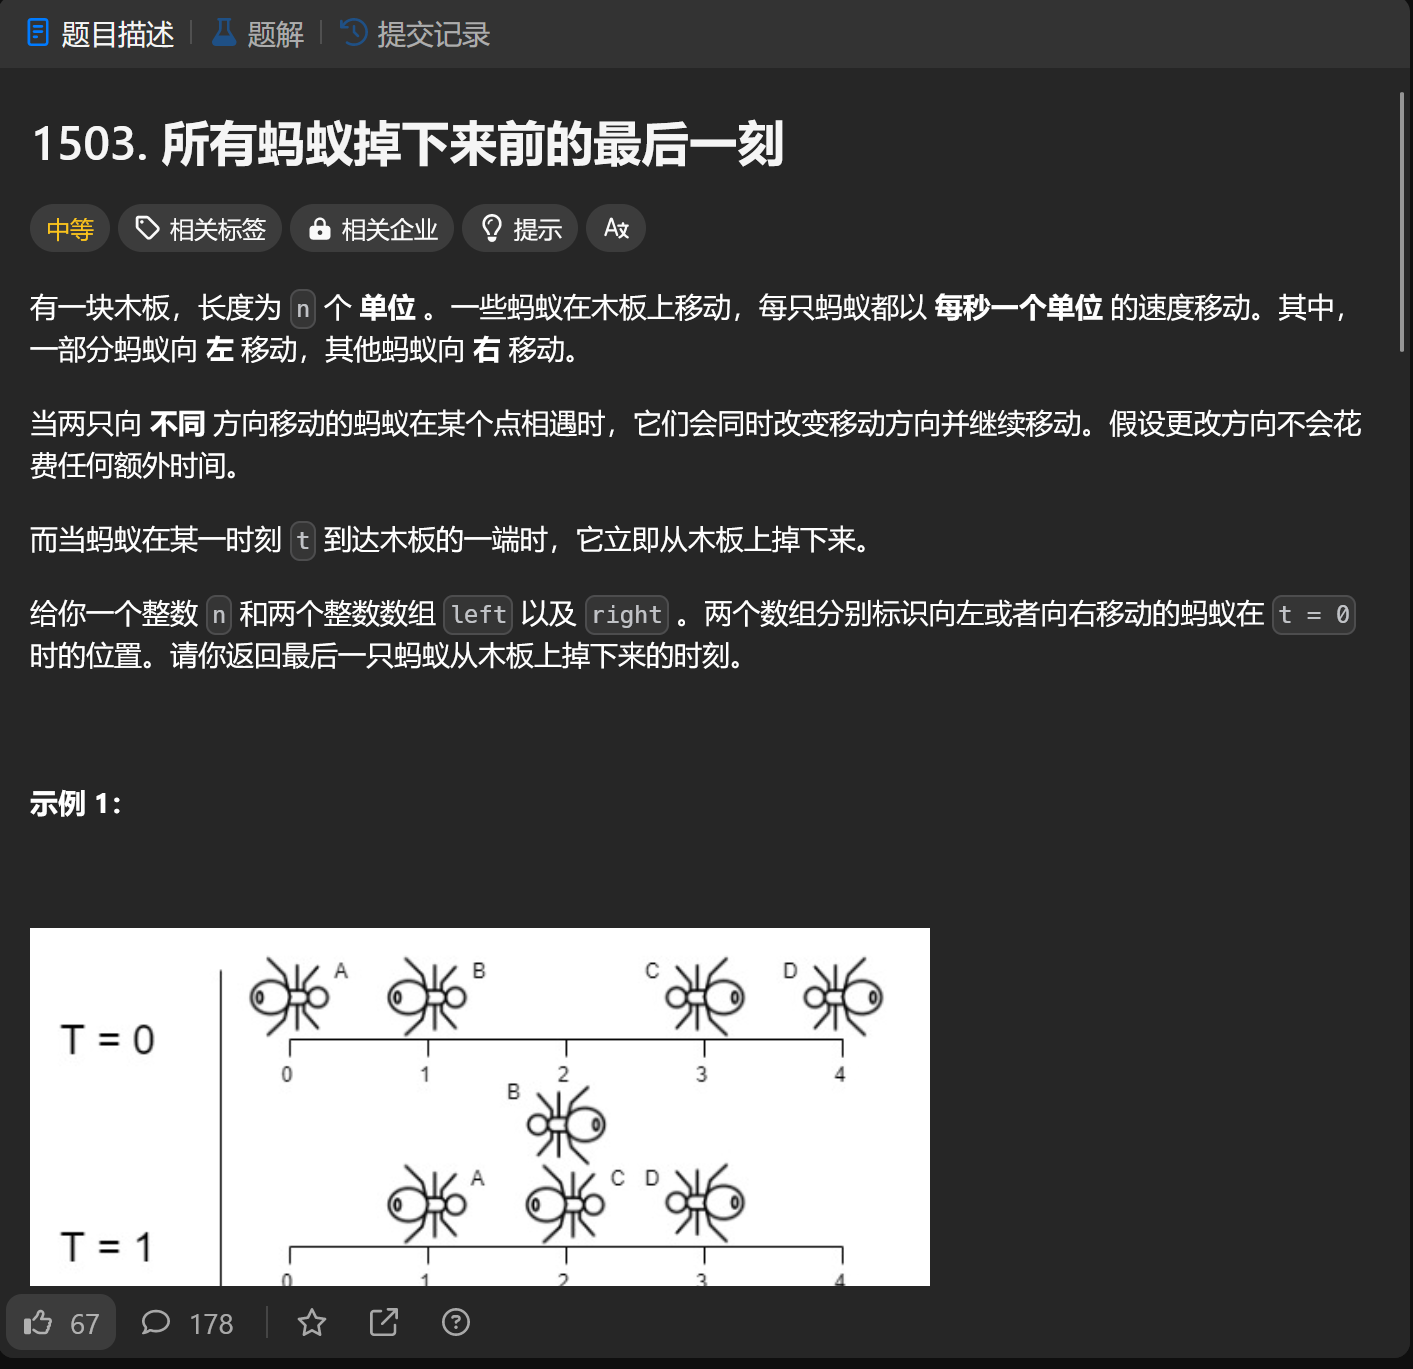 题目描述 题解 提交记录
1503. 所有蚂蚁掉下来前的最后一刻
中等 相关标签 相关企业 提示
有一块木板，长度为 n 个 单位 。一些蚂蚁在木板上移动，每只蚂蚁都以 每秒一个单位 的速度移动。其中，
一部分蚂蚁向 左 移动，其他蚂蚁向 右 移动。
当两只向 不同 方向移动的蚂蚁在某个点相遇时，它们会同时改变移动方向并继续移动。假设更改方向不会花
费任何额外时间。
而当蚂蚁在某一时刻 t 到达木板的一端时，它立即从木板上掉下来。
给你一个整数 n 和两个整数数组 left 以及 right 。两个数组分别标识向左或者向右移动的蚂蚁在 t = 0
时的位置。请你返回最后一只蚂蚁从木板上掉下来的时刻。
示例 1：
A B C D
T = 0
0 1 2 3 4
B
A C D
T = 1
0 1 2 3 4
67 178